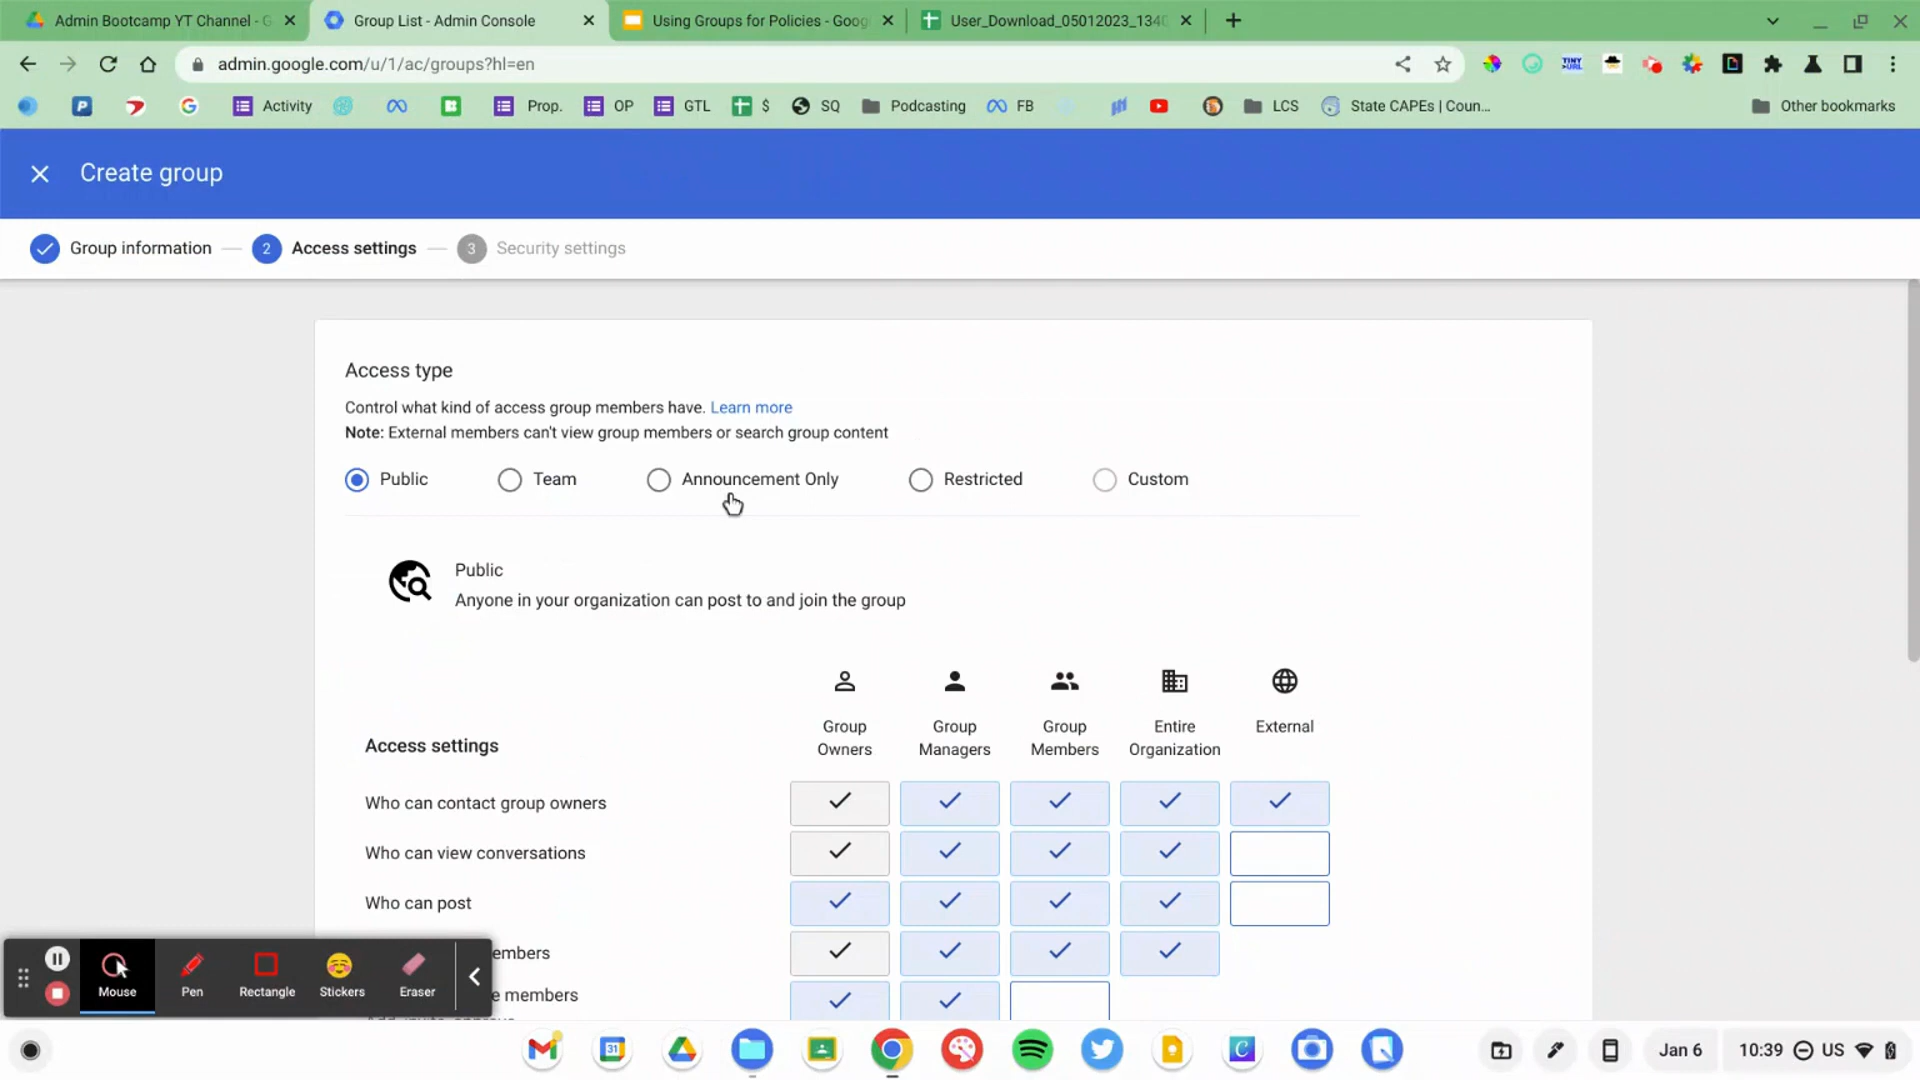 Admin Bootcamp YT Channel - G
Group List - Admin Console
Using Groups for Policies - Goog
User_Download_05012023_134
admin.google.com/u/1/ac/groups?hl=en
Activity
Prop.
OP
GTL
$
SQ
Podcasting
FB
LCS
State CAPEs | Coun...
Other bookmarks
Create group
Group information
2 Access settings
3 Security settings
Access type
Control what kind of access group members have. Learn more
Note: External members can't view group members or search group content
Public
Team
Announcement Only
Restricted
Custom
Public
Anyone in your organization can post to and join the group
Access settings
Group Owners
Group Managers
Group Members
Entire Organization
External
Who can contact group owners
Who can view conversations
Who can post
embers
e members
Mouse
Pen
Rectangle
Stickers
Eraser
Jan 6
10:39
US